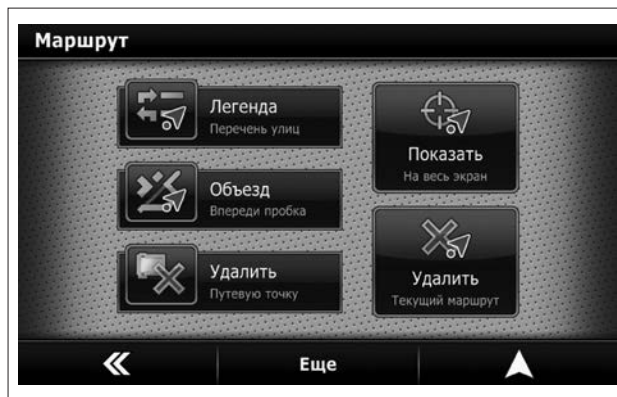 Маршрут
Легенда
Перечень улиц
Объезд
Впереди пробка
Удалить
Путевую точку
Показать
На весь экран
Удалить
Текущий маршрут
Еще